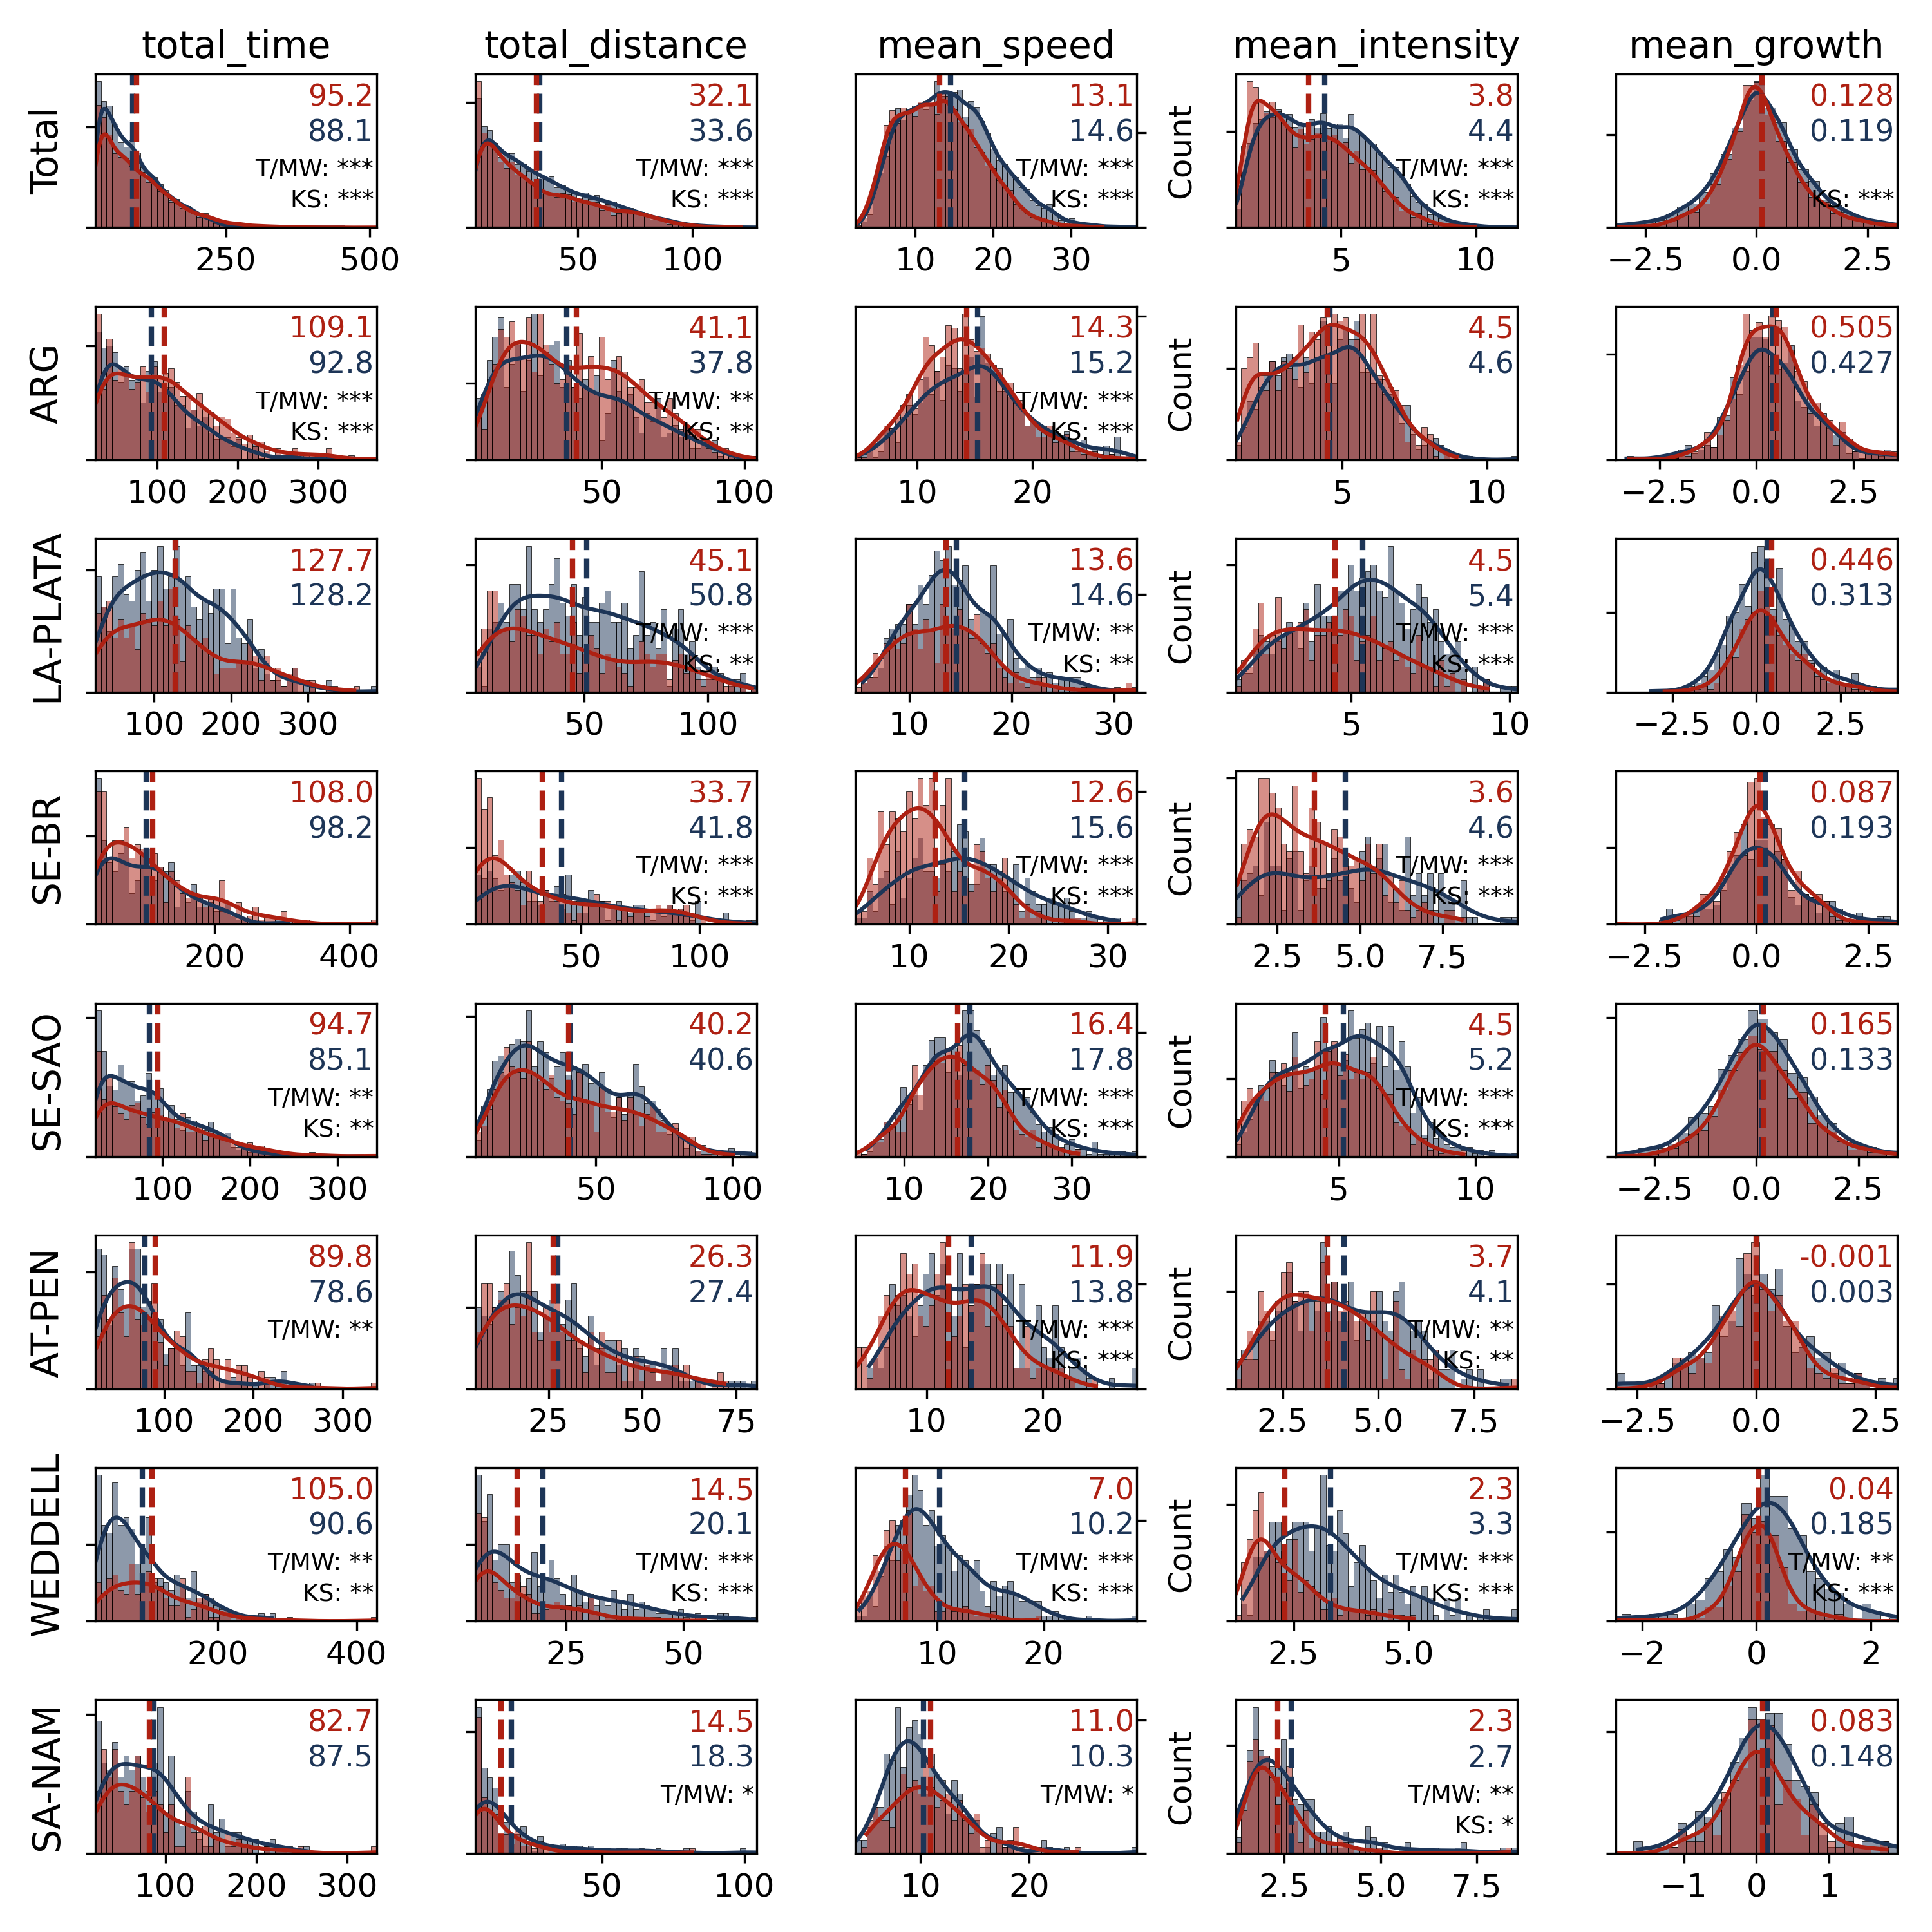 total_time total_distance mean_speed mean_intensity mean_growth
Total
95.2
88.1
T/MW: ***
KS: ***
250 500
32.1
33.6
T/MW: ***
KS: ***
50 100
13.1
14.6
T/MW: ***
KS: ***
10 20 30
Count
3.8
4.4
T/MW: ***
KS: ***
5 10
0.128
0.119
KS: ***
−2.5 0.0 2.5
ARG
109.1
92.8
T/MW: ***
KS: ***
100 200 300
41.1
37.8
T/MW: **
KS: **
50 100
14.3
15.2
T/MW: ***
KS: ***
10 20
Count
4.5
4.6
5 10
0.505
0.427
−2.5 0.0 2.5
LA-PLATA
127.7
128.2
100 200 300
45.1
50.8
T/MW: ***
KS: **
50 100
13.6
14.6
T/MW: **
KS: **
10 20 30
Count
4.5
5.4
T/MW: ***
KS: ***
5 10
0.446
0.313
−2.5 0.0 2.5
SE-BR
108.0
98.2
200 400
33.7
41.8
T/MW: ***
KS: ***
50 100
12.6
15.6
T/MW: ***
KS: ***
10 20 30
Count
3.6
4.6
T/MW: ***
KS: ***
2.5 5.0 7.5
0.087
0.193
−2.5 0.0 2.5
SE-SAO
94.7
85.1
T/MW: **
KS: **
100 200 300
40.2
40.6
50 100
16.4
17.8
T/MW: ***
KS: ***
10 20 30
Count
4.5
5.2
T/MW: ***
KS: ***
5 10
0.165
0.133
−2.5 0.0 2.5
AT-PEN
89.8
78.6
T/MW: **
100 200 300
26.3
27.4
25 50 75
11.9
13.8
T/MW: ***
KS: ***
10 20
Count
3.7
4.1
T/MW: **
KS: **
2.5 5.0 7.5
-0.001
0.003
−2.5 0.0 2.5
WEDDELL
105.0
90.6
T/MW: **
KS: **
200 400
14.5
20.1
T/MW: ***
KS: ***
25 50
7.0
10.2
T/MW: ***
KS: ***
10 20
Count
2.3
3.3
T/MW: ***
KS: ***
2.5 5.0
0.04
0.185
T/MW: **
KS: ***
−2 0 2
SA-NAM
82.7
87.5
100 200 300
14.5
18.3
T/MW: *
50 100
11.0
10.3
T/MW: *
10 20
Count
2.3
2.7
T/MW: **
KS: *
2.5 5.0 7.5
0.083
0.148
−1 0 1